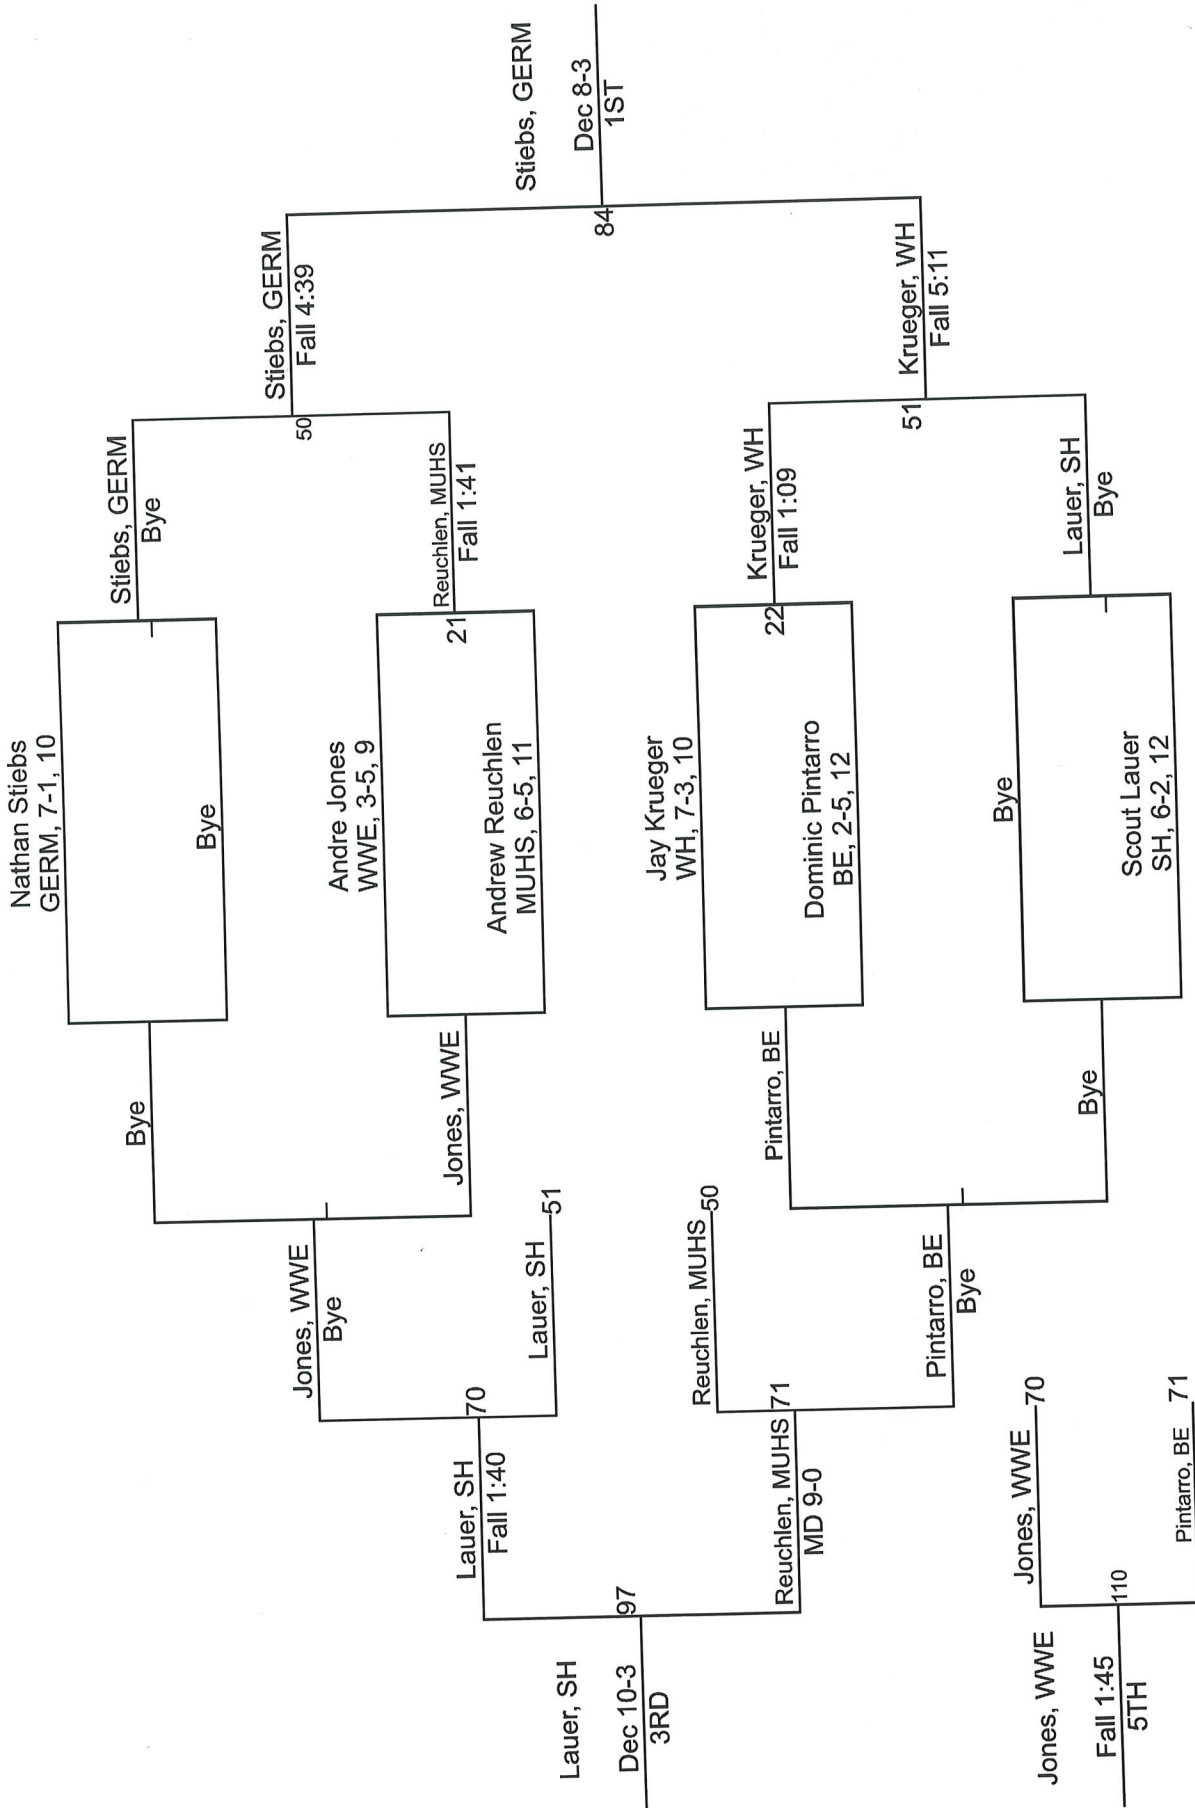 Nathan Stiebs
GERM, 7-1, 10
Bye
Stiebs, GERM
Bye
Bye
Andre Jones
WWE, 3-5, 9
Andrew Reuchlen
MUHS, 6-5, 11
21
Reuchlen, MUHS
Fall 1:41
Jones, WWE
50
Stiebs, GERM
Fall 4:39
Jay Krueger
WH, 7-3, 10
Dominic Pintarro
BE, 2-5, 12
22
Krueger, WH
Fall 1:09
Pintarro, BE
Bye
Scout Lauer
SH, 6-2, 12
Lauer, SH
Bye
Bye
51
Krueger, WH
Fall 5:11
84
Stiebs, GERM
Dec 8-3
1ST
Jones, WWE
Bye
Lauer, SH
51
70
Lauer, SH
Fall 1:40
Reuchlen, MUHS
50
Pintarro, BE
Bye
71
Reuchlen, MUHS
MD 9-0
97
Lauer, SH
Dec 10-3
3RD
Jones, WWE
70
Pintarro, BE
71
110
Jones, WWE
Fall 1:45
5TH